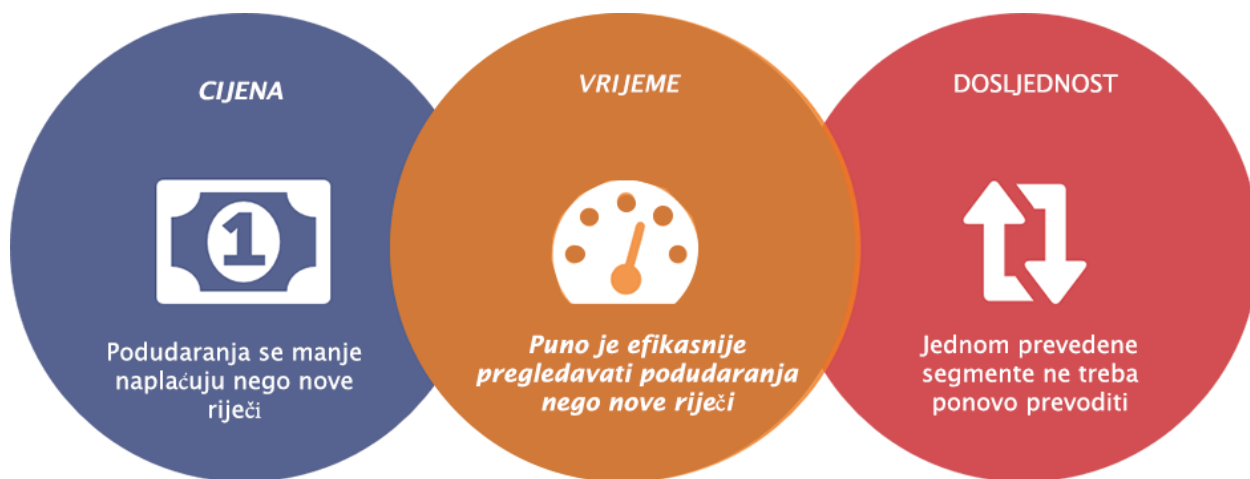 CIJENA
1
Podudaranja se manje
naplaćuju nego nove
riječi
VRIJEME
Puno je efikasnije
pregledavati podudaranja
nego nove riječi
DOSLJEDNOST
Jednom prevedene
segmente ne treba
ponovo prevoditi